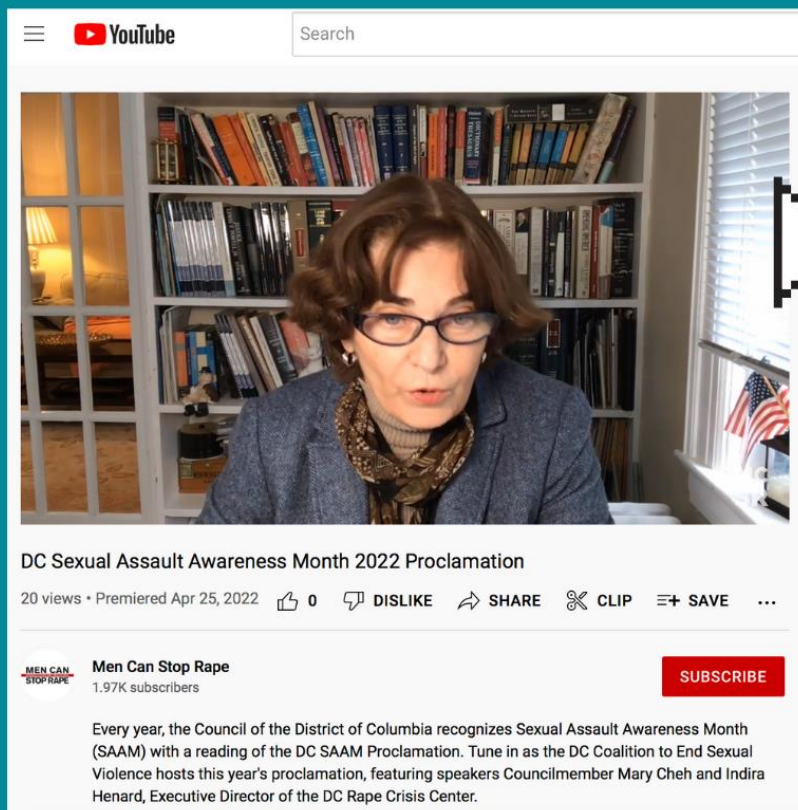 YouTube
Search
DICTIONARY
THESAURUS
DC Sexual Assault Awareness Month 2022 Proclamation
20 views • Premiered Apr 25, 2022 0 DISLIKE SHARE CLIP SAVE ...
MEN CAN
STOP RAPE
Men Can Stop Rape
1.97K subscribers
SUBSCRIBE
Every year, the Council of the District of Columbia recognizes Sexual Assault Awareness Month
(SAAM) with a reading of the DC SAAM Proclamation. Tune in as the DC Coalition to End Sexual
Violence hosts this year's proclamation, featuring speakers Councilmember Mary Cheh and Indira
Henard, Executive Director of the DC Rape Crisis Center.